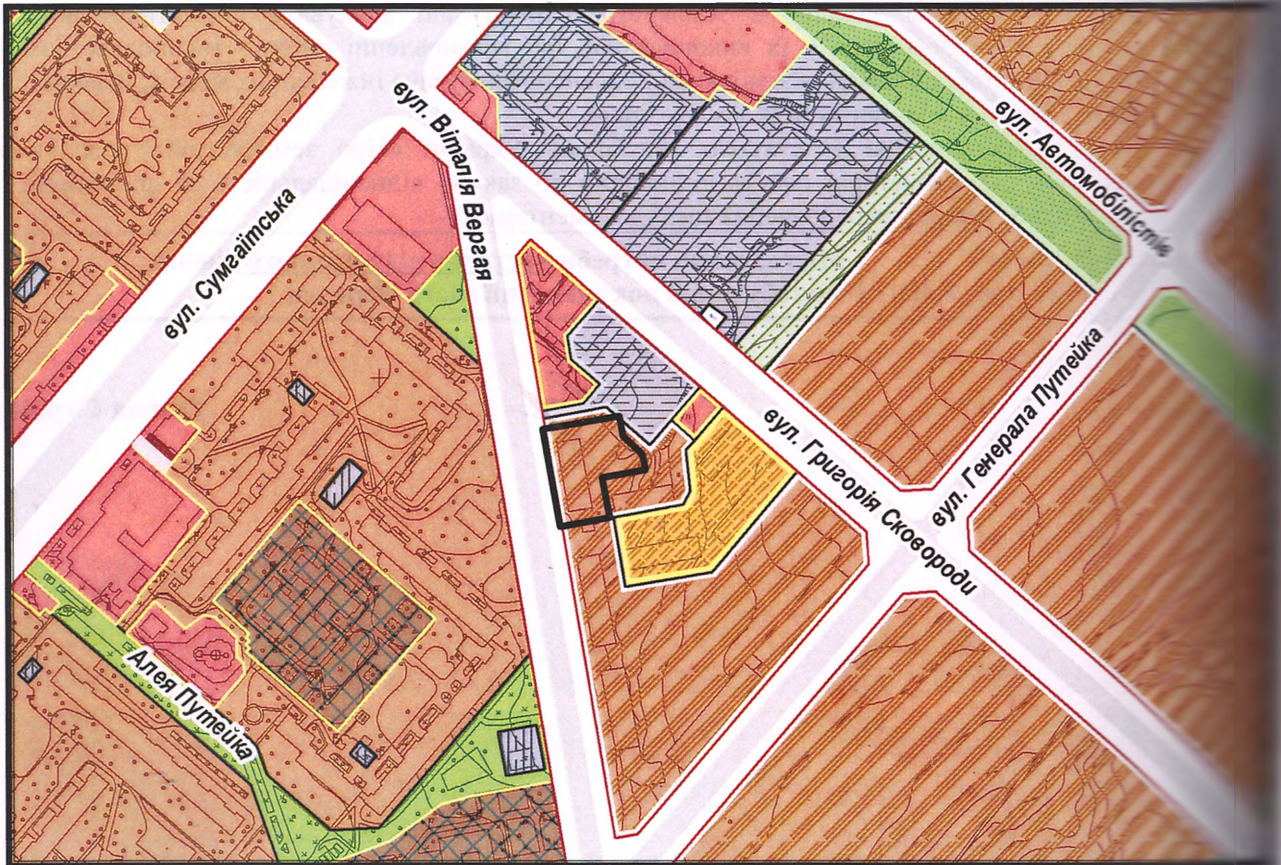 вул. Віталія Вергая
вул. Автомобілістів
вул. Сумгаїтська
вул. Генерала Путейка
вул. Григорія Сковороди
Алея Путейка